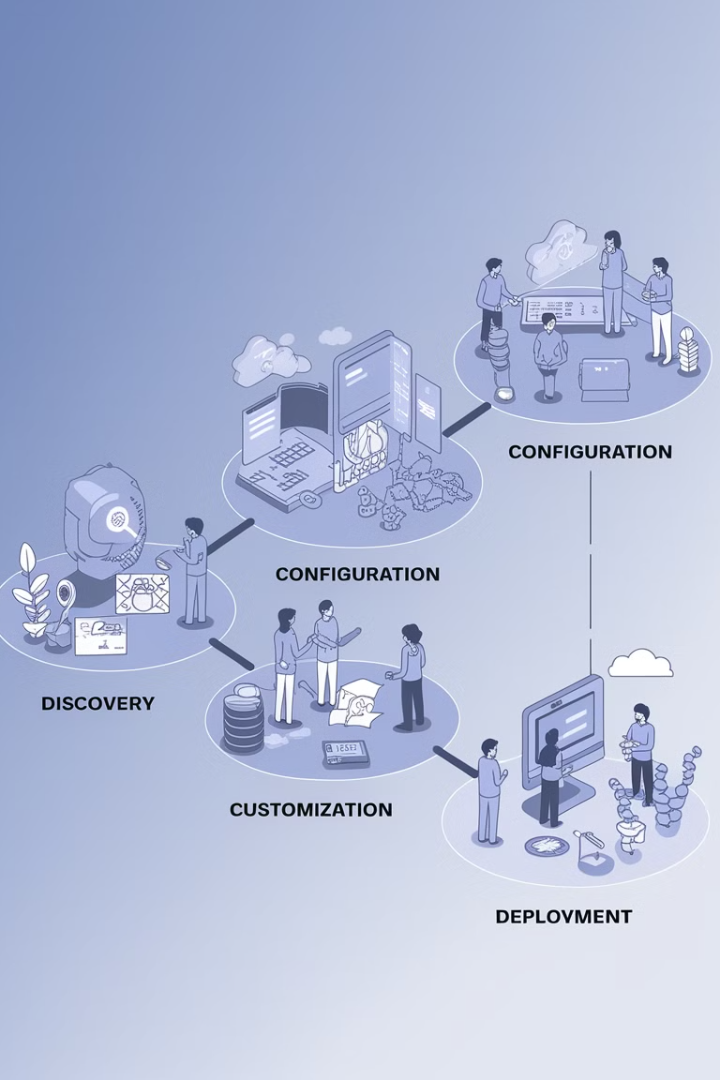 CONFIGURATION
CONFIGURATION
DISCOVERY
CUSTOMIZATION
DEPLOVMENT